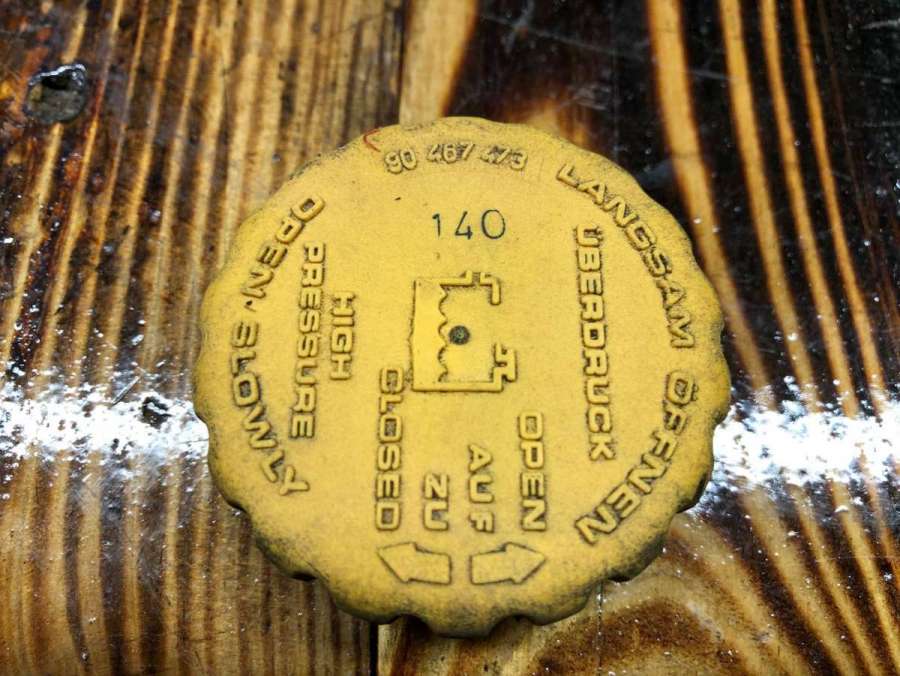 90 467 473
140
LANGSAM ÖFFNEN
ÜBERDRUCK
OPEN · SLOWLY
HIGH
PRESSURE
OPEN
AUF
ZU
CLOSED